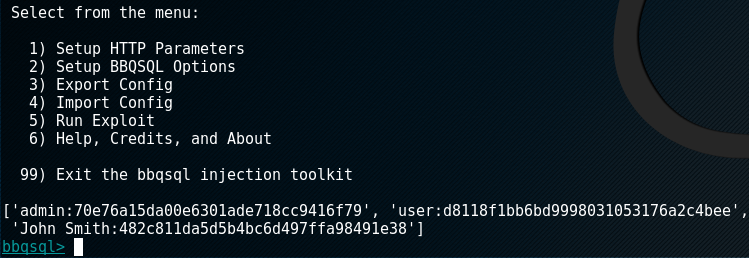 Select from the menu:
1) Setup HTTP Parameters
2) Setup BBQSQL Options
3) Export Config
4) Import Config
5) Run Exploit
6) Help, Credits, and About
99) Exit the bbqsql injection toolkit
['admin:70e76a15da00e6301ade718cc9416f79', 'user:d8118f1bb6bd9998031053176a2c4bee',
'John Smith:482c811da5d5b4bc6d497ffa98491e38']
bbqsql>